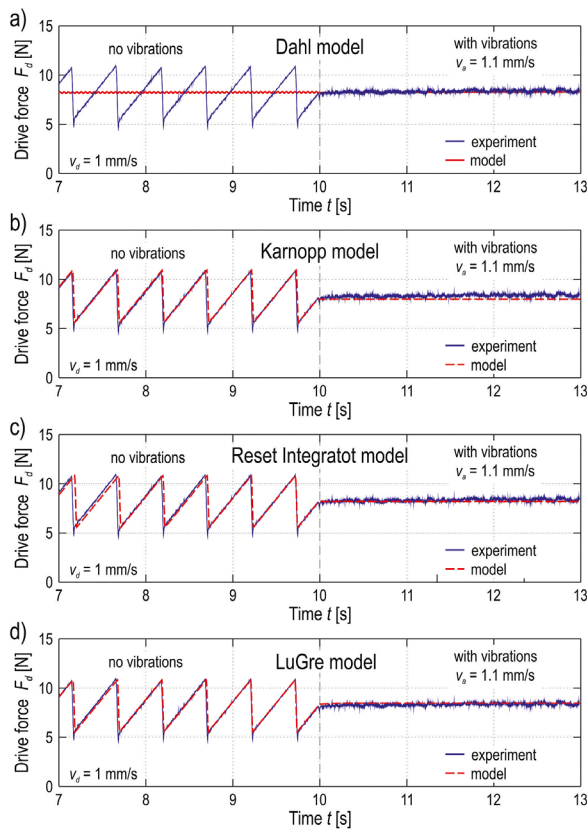 a)
Drive force F_d [N]
15
10
5
0
no vibrations
Dahl model
with vibrations
v_a = 1.1 mm/s
experiment
model
v_d = 1 mm/s
7 8 9 10 11 12 13
Time t [s]
b)
Drive force F_d [N]
15
10
5
0
no vibrations
Karnopp model
with vibrations
v_a = 1.1 mm/s
experiment
model
v_d = 1 mm/s
7 8 9 10 11 12 13
Time t [s]
c)
Drive force F_d [N]
15
10
5
0
no vibrations
Reset Integratot model
with vibrations
v_a = 1.1 mm/s
experiment
model
v_d = 1 mm/s
7 8 9 10 11 12 13
Time t [s]
d)
Drive force F_d [N]
15
10
5
0
no vibrations
LuGre model
with vibrations
v_a = 1.1 mm/s
experiment
model
v_d = 1 mm/s
7 8 9 10 11 12 13
Time t [s]